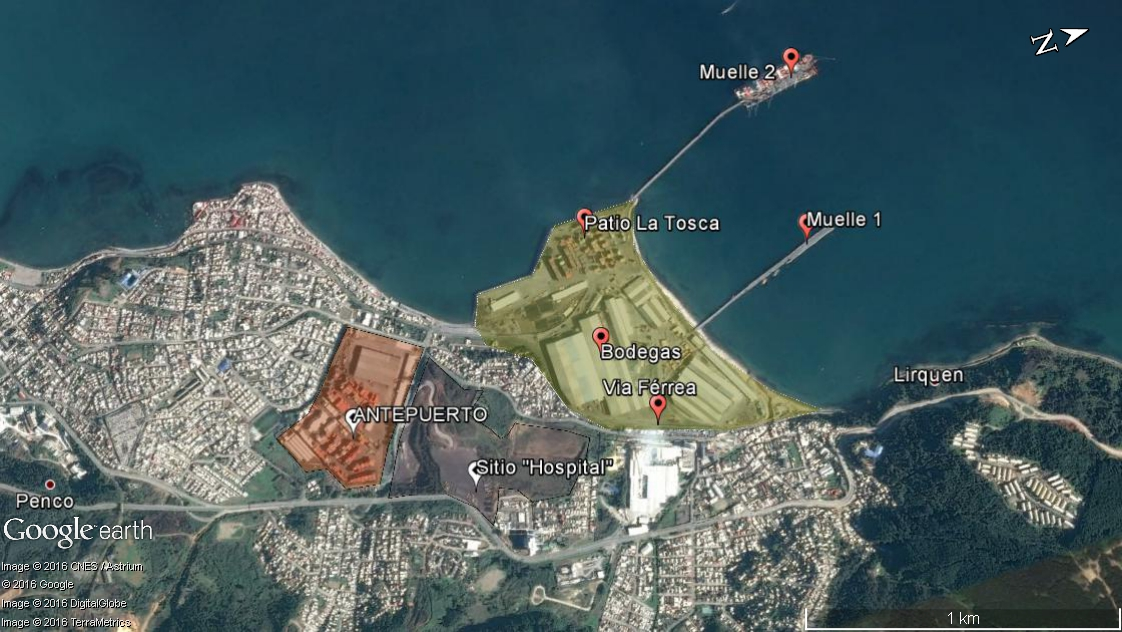 N
Muelle 2
Patio La Tosca
Muelle 1
Bodegas
Via Férrea
Lirquen
ANTEPUERTO
Sitio "Hospital"
Penco
Google earth
Image © 2016 CNES / Astrium
© 2016 Google
Image © 2016 DigitalGlobe
Image © 2016 TerraMetrics
1 km